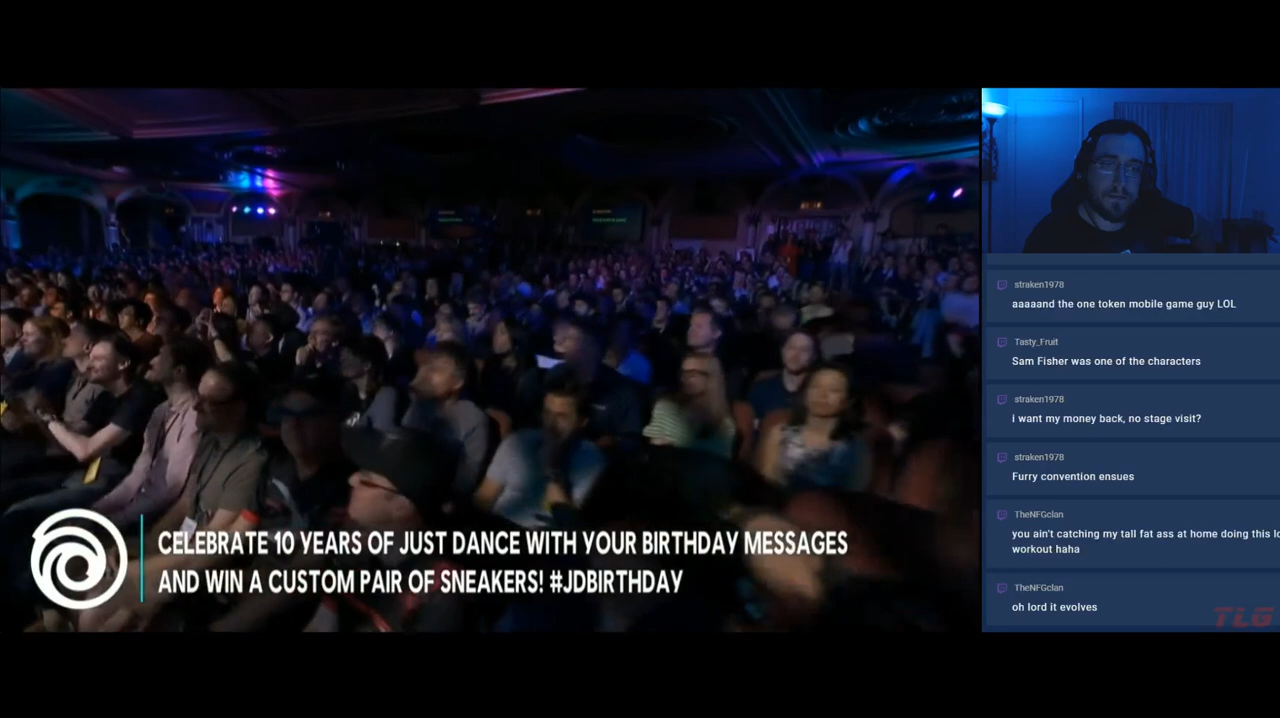 CELEBRATE 10 YEARS OF JUST DANCE WITH YOUR BIRTHDAY MESSAGES
AND WIN A CUSTOM PAIR OF SNEAKERS! #JDBIRTHDAY
straken1978
aaaaand the one token mobile game guy LOL
Tasty_Fruit
Sam Fisher was one of the characters
straken1978
i want my money back, no stage visit?
straken1978
Furry convention ensues
TheNFGclan
you ain't catching my tall fat ass at home doing this
workout haha
TheNFGclan
oh lord it evolves
TLG